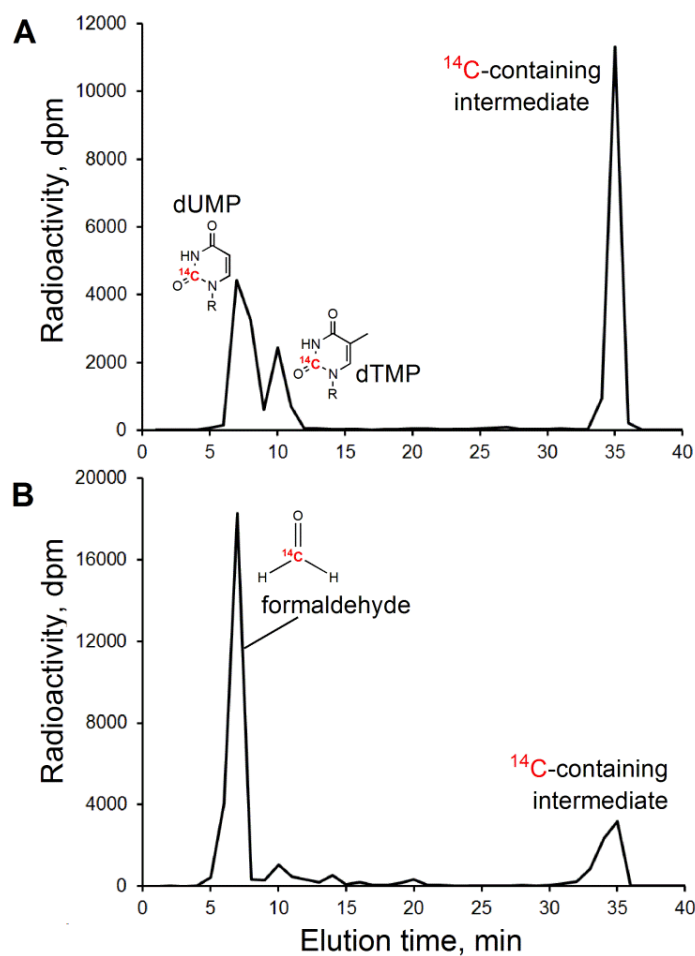 A
12000
10000
8000
6000
4000
2000
0
Radioactivity, dpm
14C-containing
intermediate
dUMP
O
HN
14C
O
N
R
O
HN
14C
O
N
R
dTMP
0 5 10 15 20 25 30 35 40
B
20000
16000
12000
8000
4000
0
Radioactivity, dpm
O
14C
H H
formaldehyde
14C-containing
intermediate
0 5 10 15 20 25 30 35 40
Elution time, min